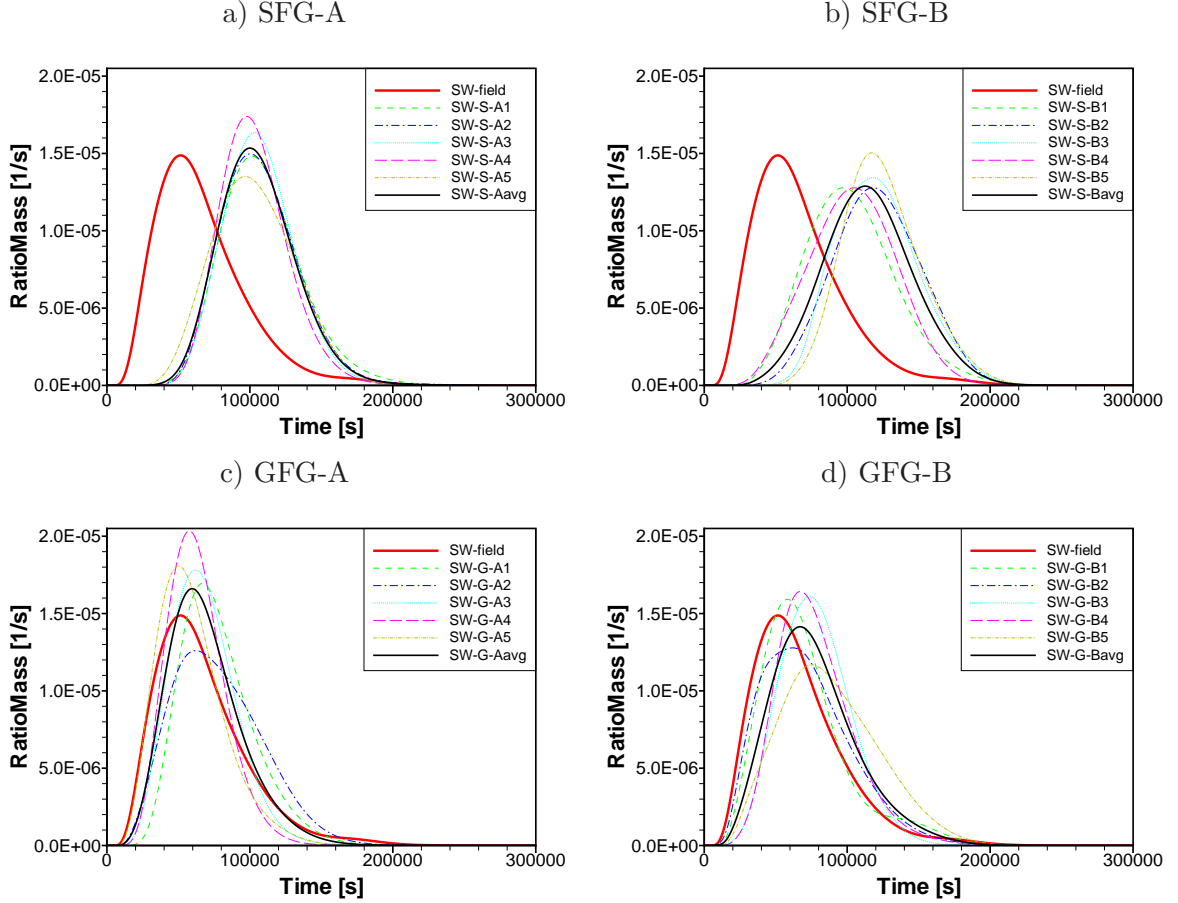 a) SFG-A
2.0E-05
1.5E-05
1.0E-05
5.0E-06
0.0E+00
RatioMass [1/s]
0
100000
200000
300000
Time [s]
SW-field
SW-S-A1
SW-S-A2
SW-S-A3
SW-S-A4
SW-S-A5
SW-S-Aavg
b) SFG-B
2.0E-05
1.5E-05
1.0E-05
5.0E-06
0.0E+00
RatioMass [1/s]
0
100000
200000
300000
Time [s]
SW-field
SW-S-B1
SW-S-B2
SW-S-B3
SW-S-B4
SW-S-B5
SW-S-Bavg
c) GFG-A
2.0E-05
1.5E-05
1.0E-05
5.0E-06
0.0E+00
RatioMass [1/s]
0
100000
200000
300000
Time [s]
SW-field
SW-G-A1
SW-G-A2
SW-G-A3
SW-G-A4
SW-G-A5
SW-G-Aavg
d) GFG-B
2.0E-05
1.5E-05
1.0E-05
5.0E-06
0.0E+00
RatioMass [1/s]
0
100000
200000
300000
Time [s]
SW-field
SW-G-B1
SW-G-B2
SW-G-B3
SW-G-B4
SW-G-B5
SW-G-Bavg